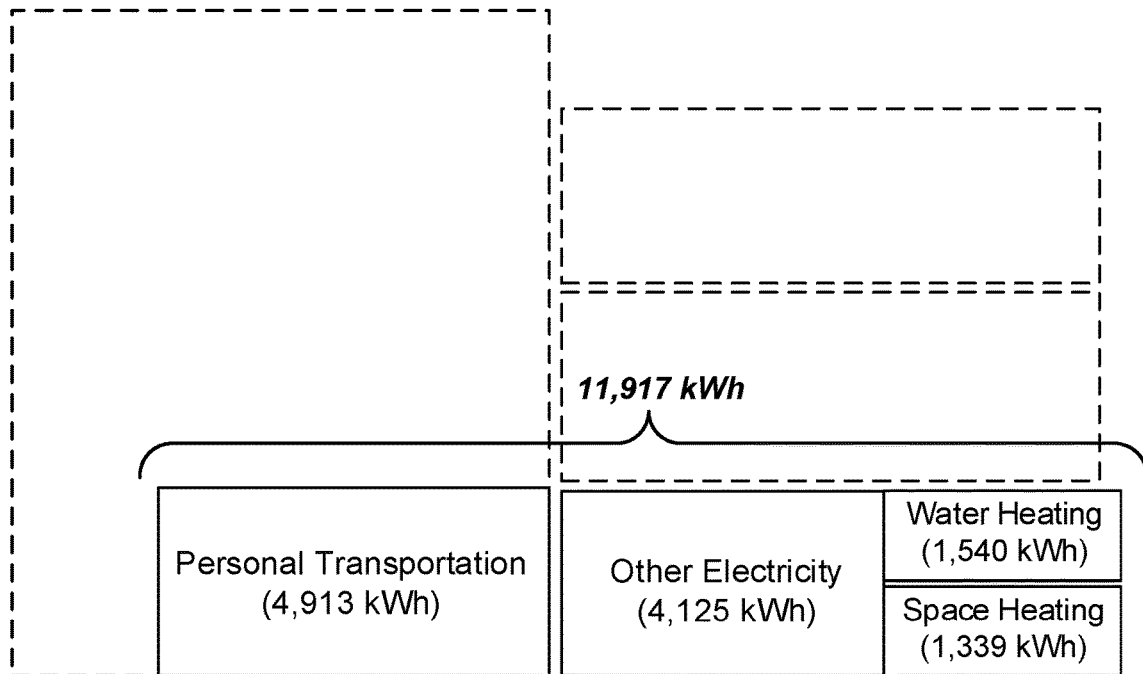 11,917 kWh
Personal Transportation
(4,913 kWh)
Other Electricity
(4,125 kWh)
Water Heating
(1,540 kWh)
Space Heating
(1,339 kWh)